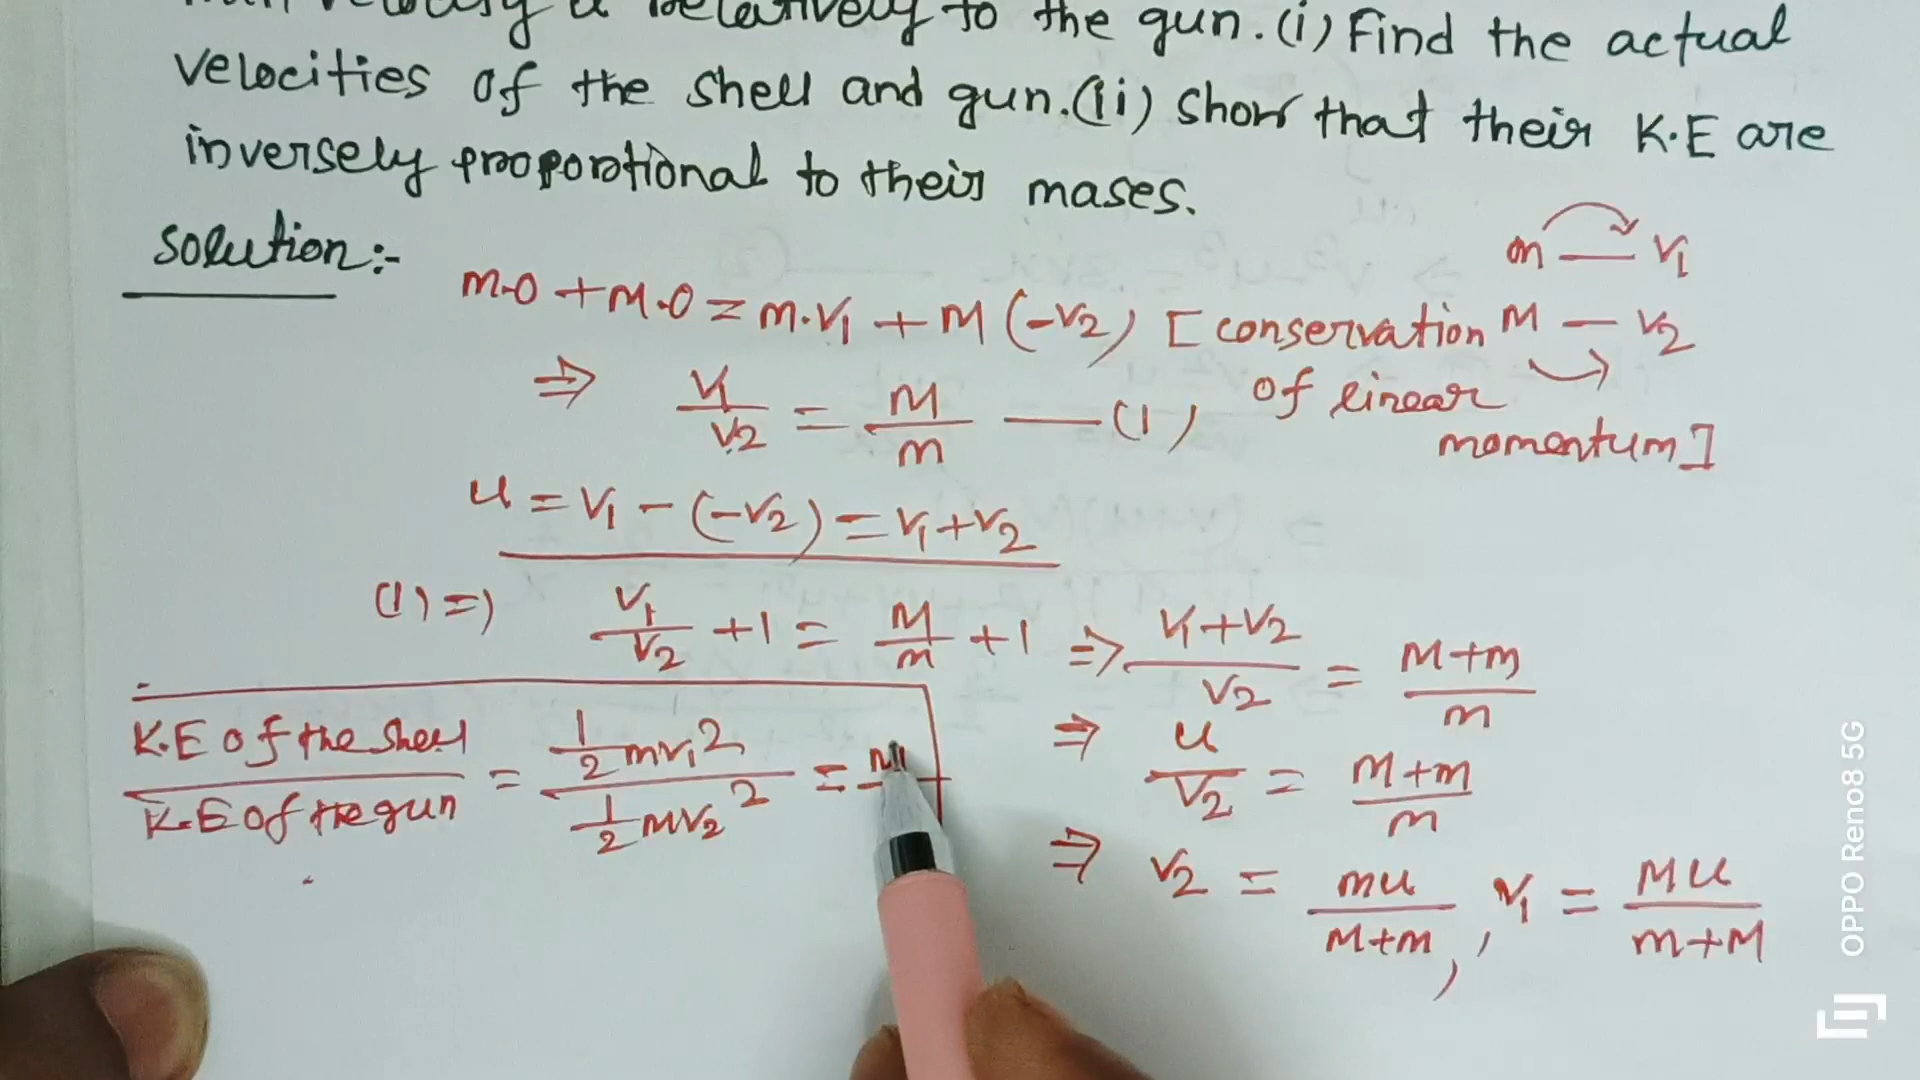 velocity u relatively to the gun. (i) Find the actual
velocities of the shell and gun. (ii) show that their K.E are
inversely proportional to their mases.
solution:-
m.0 + M.0 = m.v1 + M (-v2) [conservation
of linear
momentum]
m — v1
M — v2
⇒ v1/v2 = M/m — (1)
u = v1 - (-v2) = v1+v2
(1) =) v1/v2 +1 = M/m +1 ⇒ v1+v2/v2 = M+m/m
⇒ u/v2 = M+m/m
⇒ v2 = mu/M+m, v1 = Mu/m+M
K.E of the shell/K.E of the gun = 1/2 mv1^2/1/2 Mv2^2 =
OPPO Reno8 5G